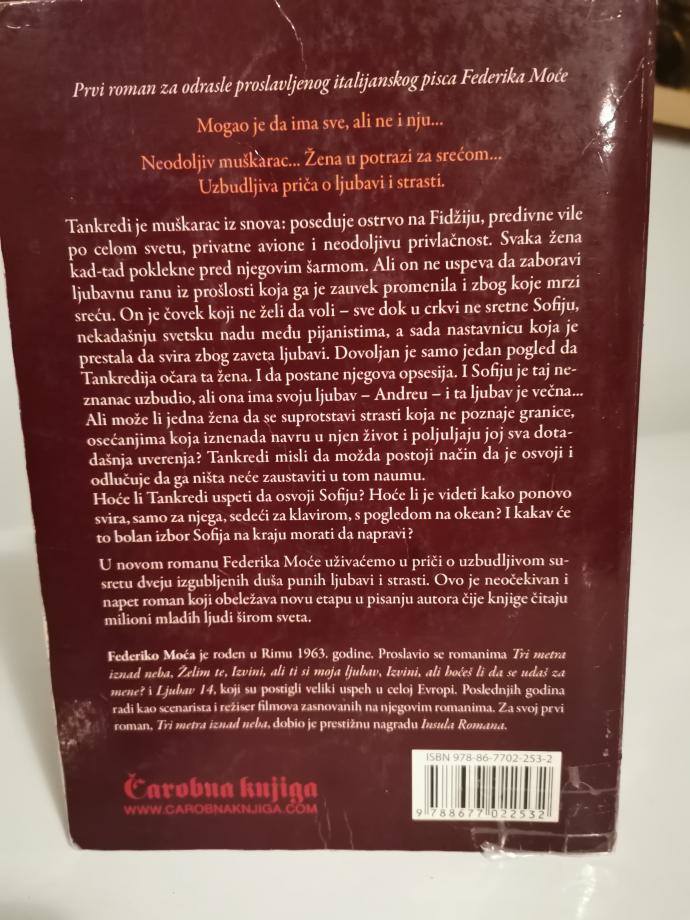 Prvi roman za odrasle proslavljenog italijanskog pisca Federika Moće
Mogao je da ima sve, ali ne i nju...
Neodoljiv muškarac... Žena u potrazi za srećom...
Uzbudljiva priča o ljubavi i strasti.
Tankredi je muškarac iz snova: poseduje ostrvo na Fidžiju, predivne vile
po celom svetu, privatne avione i neodoljivu privlačnost. Svaka žena
kad-tad poklekne pred njegovim šarmom. Ali on ne uspeva da zaboravi
ljubavnu ranu iz prošlosti koja ga je zauvek promenila i zbog koje mrzi
sreću. On je čovek koji ne želi da voli – sve dok u crkvi ne sretne Sofiju,
nekadašnju svetsku nadu među pijanistima, a sada nastavnicu koja je
prestala da svira zbog zaveta ljubavi. Dovoljan je samo jedan pogled da
Tankredija očara ta žena. I da postane njegova opsesija. I Sofiju je taj ne-
znanac uzbudio, ali ona ima svoju ljubav – Andreu – i ta ljubav je večna...
Ali može li jedna žena da se suprotstavi strasti koja ne poznaje granice,
osećanjima koja iznenada navru u njen život i poljuljaju joj sva dota-
dašnja uverenja? Tankredi misli da možda postoji način da je osvoji i
odlučuje da ga ništa neće zaustaviti u tom naumu.
Hoće li Tankredi uspeti da osvoji Sofiju? Hoće li je videti kako ponovo
svira, samo za njega, sedeći za klavirom, s pogledom na okean? I kakav će
to bolan izbor Sofija na kraju morati da napravi?
U novom romanu Federika Moće uživaćemo u priči o uzbudljivom su-
sretu dveju izgubljenih duša punih ljubavi i strasti. Ovo je neočekivan i
napet roman koji obeležava novu etapu u pisanju autora čije knjige čitaju
milioni mladih ljudi širom sveta.
Federiko Moća je rođen u Rimu 1963. godine. Proslavio se romanima Tri metra
iznad neba, Želim te, Izvini, ali ti si moja ljubav, Izvini, ali hoćeš li da se udaš za
mene? i Ljubav 14, koji su postigli veliki uspeh u celoj Evropi. Poslednjih godina
radi kao scenarista i režiser filmova zasnovanih na njegovim romanima. Za svoj prvi
roman, Tri metra iznad neba, dobio je prestižnu nagradu Insula Romana.
ISBN 978-86-7702-253-2
9 788677 022532
Čarobna knjiga
WWW.CAROBNAKNJIGA.COM